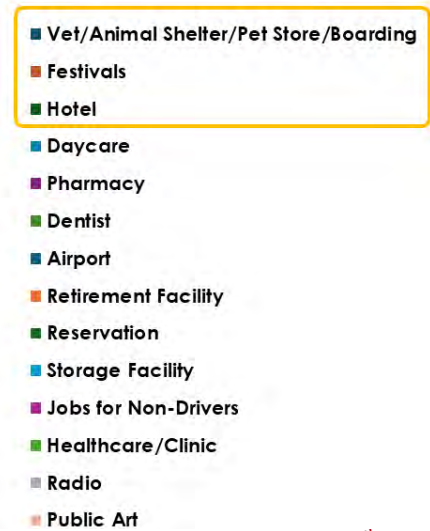 Vet/Animal Shelter/Pet Store/Boarding
Festivals
Hotel
Daycare
Pharmacy
Dentist
Airport
Retirement Facility
Reservation
Storage Facility
Jobs for Non-Drivers
Healthcare/Clinic
Radio
Public Art